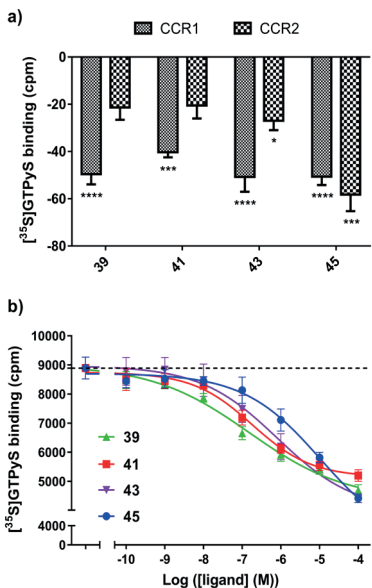 a)
CCR1 CCR2
[35S]GTPyS binding (cpm)
0
-20
-40
-60
-80
**** *** **** * **** ***
39 41 43 45
b)
[35S]GTPyS binding (cpm)
10000
9000
8000
7000
6000
5000
4000
0
39
41
43
45
-10 -9 -8 -7 -6 -5 -4
Log ([ligand] (M))